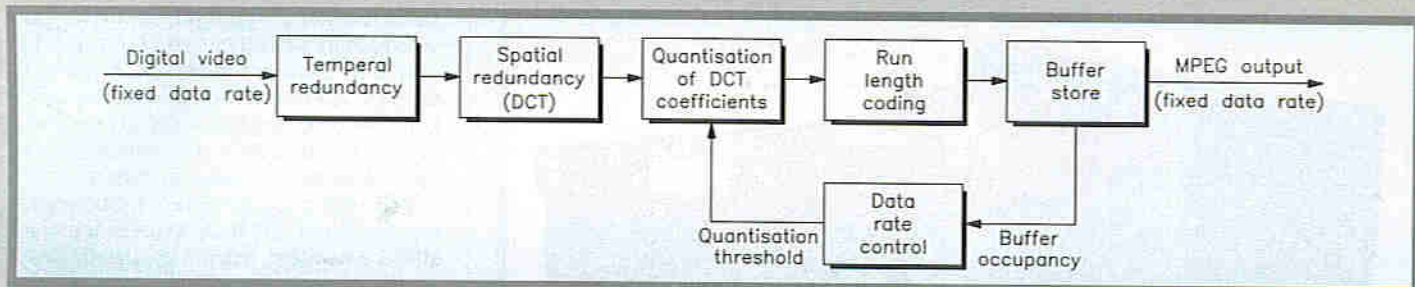 Digital video
(fixed data rate)
Temperal
redundancy
Spatial
redundancy
(DCT)
Quantisation
of DCT
coefficients
Run
length
coding
Buffer
store
MPEG output
(fixed data rate)
Quantisation
threshold
Data
rate
control
Buffer
occupancy